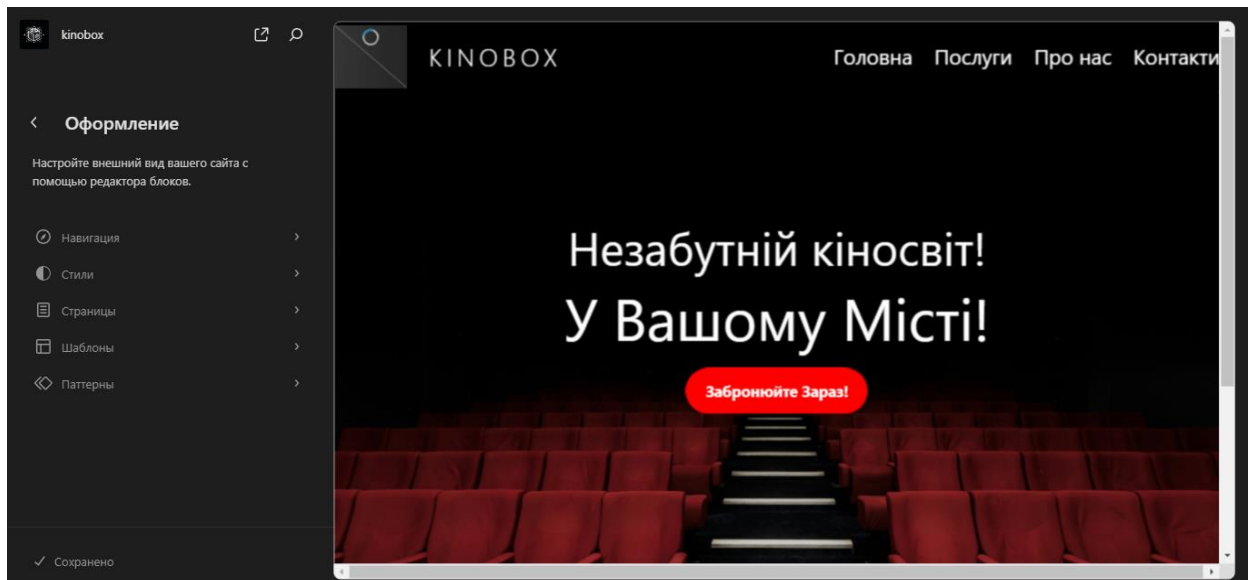 kinobox
Оформление
Настройте внешний вид вашего сайта с
помощью редактора блоков.
Навигация
Стили
Страницы
Шаблоны
Паттерны
Сохранено
KINOBOX
Головна Послуги Про нас Контакти
Незабутній кіносвіт!
У Вашому Місті!
Забронюйте Зараз!